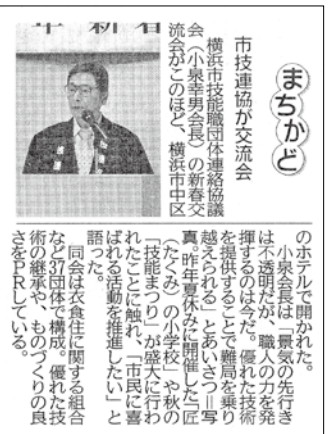 年 新春
まちかど
市技連協が交流会
横浜市技能職団体連絡協議
会（小泉幸男会長）の新春交
流会がこのほど、横浜市中区
のホテルで開かれた。
小泉会長は「景気の先行き
は不透明だが、職人の力を発
揮するのは今だ。優れた技術
を提供することで難局を乗り
越えられる」とあいさつ＝写
真。昨年夏休みに開催した「匠
（たくみ）の小学校」や秋の
「技能まつり」が盛大に行わ
れたことに触れ、「市民に喜
ばれる活動を推進したい」と
語った。
同会は衣食住に関する組合
など37団体で構成。優れた技
術の継承や、ものづくりの良
さをPRしている。